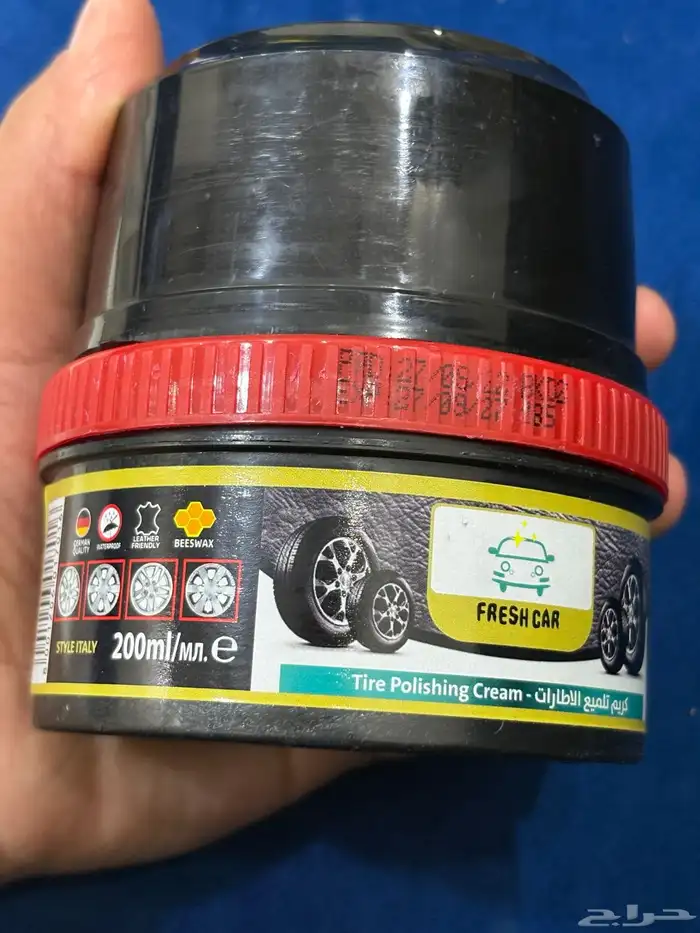 GERMAN QUALITY
WATERPROOF
LEATHER FRIENDLY
BEESWAX
STYLE ITALY
200ml/мл. e
FRESH CAR
Tire Polishing Cream - كريم تلميع الاطارات
حراج